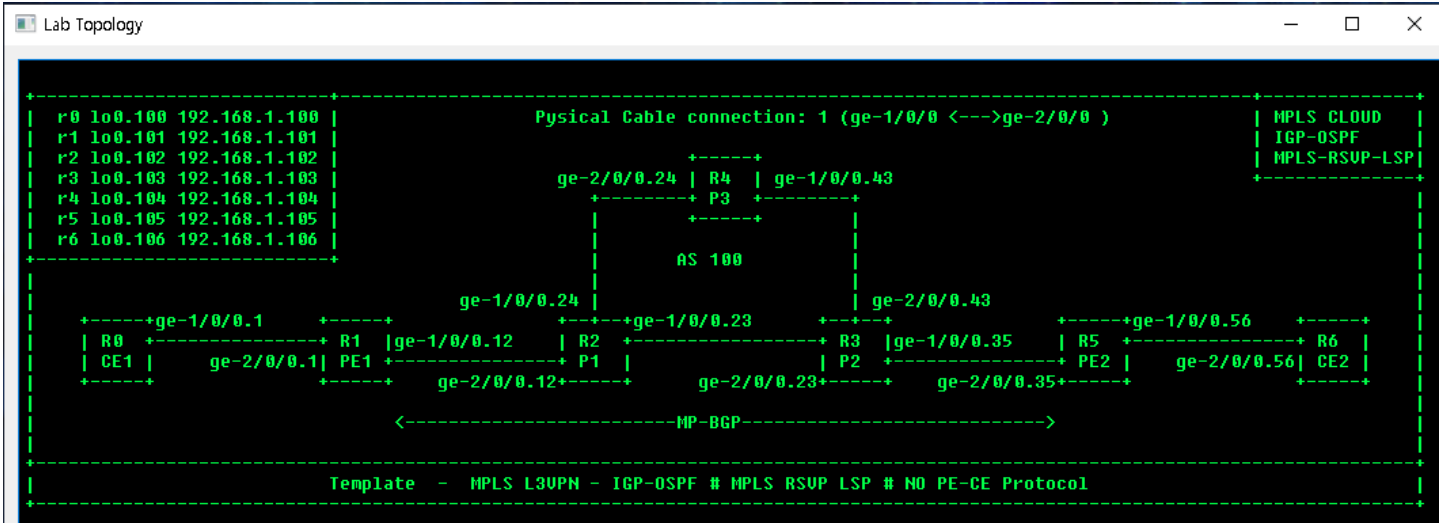 Lab Topology
r0 lo0.100 192.168.1.100
Pysical Cable connection: 1 (ge-1/0/0 <--->ge-2/0/0 )
MPLS CLOUD
r1 lo0.101 192.168.1.101
IGP-OSPF
r2 lo0.102 192.168.1.102
MPLS-RSVP-LSP
r3 lo0.103 192.168.1.103
ge-2/0/0.24 | R4 | ge-1/0/0.43
r4 lo0.104 192.168.1.104
P3
r5 lo0.105 192.168.1.105
r6 lo0.106 192.168.1.106
AS 100
ge-1/0/0.24
ge-2/0/0.43
ge-1/0/0.1
ge-1/0/0.23
ge-1/0/0.56
R0
R1 |ge-1/0/0.12
R2
R3 |ge-1/0/0.35
R5
R6
CE1
ge-2/0/0.1| PE1
P1
P2
PE2
ge-2/0/0.56| CE2
ge-2/0/0.12
ge-2/0/0.23
ge-2/0/0.35
<--MP-BGP-->
Template - MPLS L3VPN - IGP-OSPF # MPLS RSVP LSP # NO PE-CE Protocol